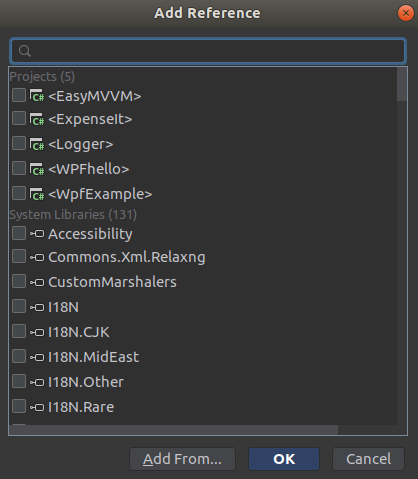 Add Reference
Projects (5)
C# <EasyMVVM>
C# <ExpenseIt>
C# <Logger>
C# <WPFhello>
C# <WpfExample>
System Libraries (131)
Accessibility
Commons.Xml.Relaxng
CustomMarshalers
I18N
I18N.CJK
I18N.MidEast
I18N.Other
I18N.Rare
Add From... OK Cancel